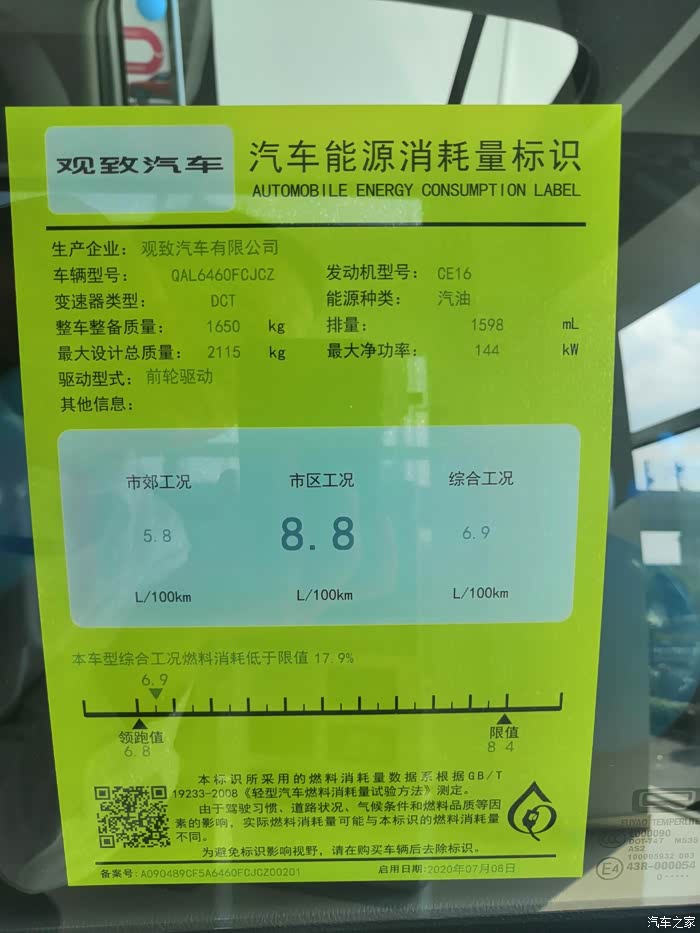 观致汽车
汽车能源消耗量标识
AUTOMOBILE ENERGY CONSUMPTION LABEL
生产企业: 观致汽车有限公司
车辆型号: QAL6460FCJCZ 发动机型号: CE16
变速器类型: DCT 能源种类: 汽油
整车整备质量: 1650 kg 排量: 1598 mL
最大设计总质量: 2115 kg 最大净功率: 144 kW
驱动型式: 前轮驱动
其他信息:
市郊工况 市区工况 综合工况
5.8 8.8 6.9
L/100km L/100km L/100km
本车型综合工况燃料消耗低于限值 17.9%
6.9
领跑值 限值
6.8 8 4
本标识所采用的燃料消耗量数据系根据GB/T
19233-2008《轻型汽车燃料消耗量试验方法》测定。
由于驾驶习惯、道路状况、气候条件和燃料品质等因
素的影响，实际燃料消耗量可能与本标识的燃料消耗量
不同。
为避免标识影响视野，请在购买车辆后去除标识。
备案号: A090489CF5A6460FCJCZ00201 启用日期:2020年07月08日
FUYAO TEMPERLITE
E4 43R-000054
汽车之家